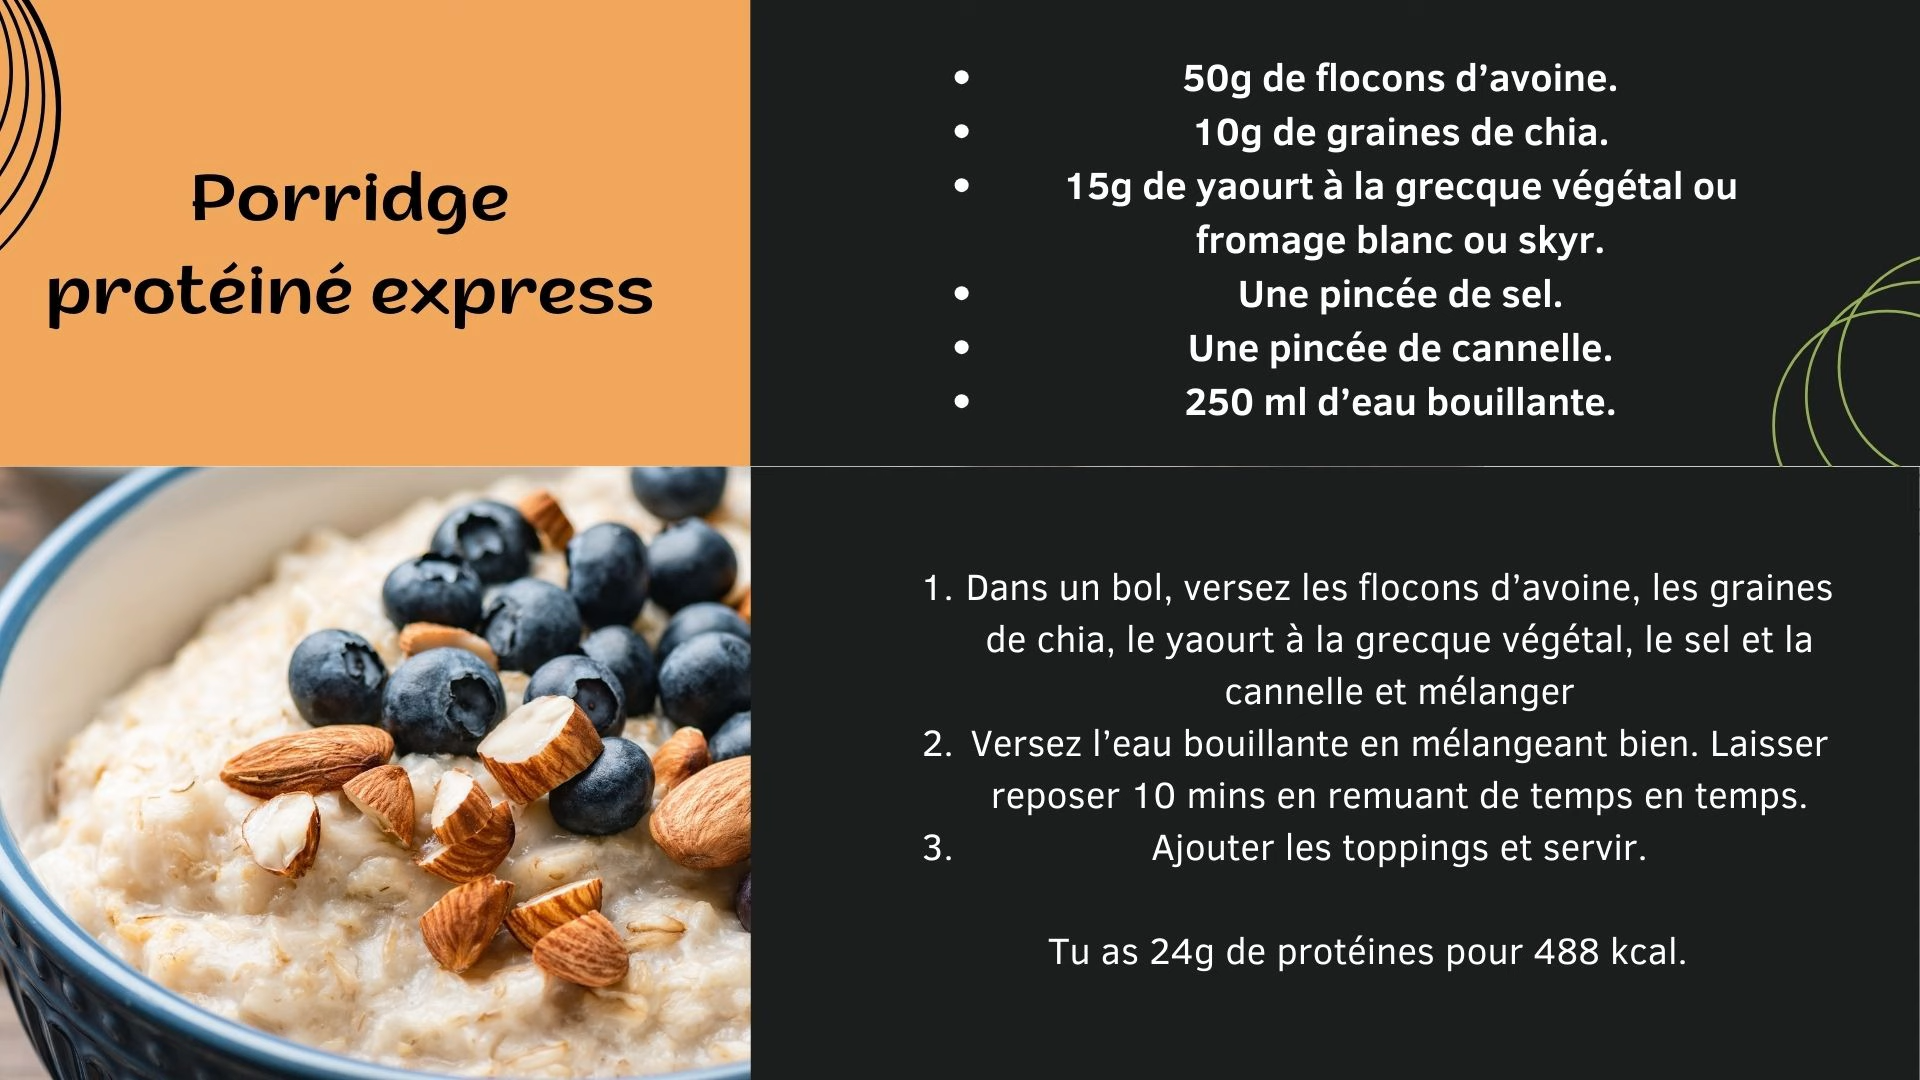 Porridge
protéiné express
• 50g de flocons d’avoine.
• 10g de graines de chia.
• 15g de yaourt à la grecque végétal ou
fromage blanc ou skyr.
• Une pincée de sel.
• Une pincée de cannelle.
• 250 ml d’eau bouillante.
1. Dans un bol, versez les flocons d’avoine, les graines
de chia, le yaourt à la grecque végétal, le sel et la
cannelle et mélanger
2. Versez l’eau bouillante en mélangeant bien. Laisser
reposer 10 mins en remuant de temps en temps.
3. Ajouter les toppings et servir.
Tu as 24g de protéines pour 488 kcal.